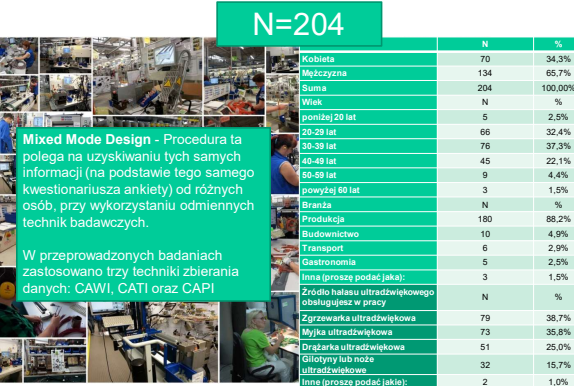 N=204
N %
Kobieta 70 34,3%
Mężczyzna 134 65,7%
Suma 204 100,00%
Wiek N %
poniżej 20 lat 5 2,5%
20-29 lat 66 32,4%
30-39 lat 76 37,3%
40-49 lat 45 22,1%
50-59 lat 9 4,4%
powyżej 60 lat 3 1,5%
Branża N %
Produkcja 180 88,2%
Budownictwo 10 4,9%
Transport 6 2,9%
Gastronomia 5 2,5%
Inna (proszę podać jaka): 3 1,5%
Źródło hałasu ultradźwiękowego
obsługujesz w pracy N %
Zgrzewarka ultradźwiękowa 79 38,7%
Myjka ultradźwiękowa 73 35,8%
Drążarka ultradźwiękowa 51 25,0%
Gilotyny lub noże
ultradźwiękowe 32 15,7%
Inne (proszę podać jakie): 2 1,0%
Mixed Mode Design - Procedura ta
polega na uzyskiwaniu tych samych
informacji (na podstawie tego samego
kwestionariusza ankiety) od różnych
osób, przy wykorzystaniu odmiennych
technik badawczych.
W przeprowadzonych badaniach
zastosowano trzy techniki zbierania
danych: CAWI, CATI oraz CAPI